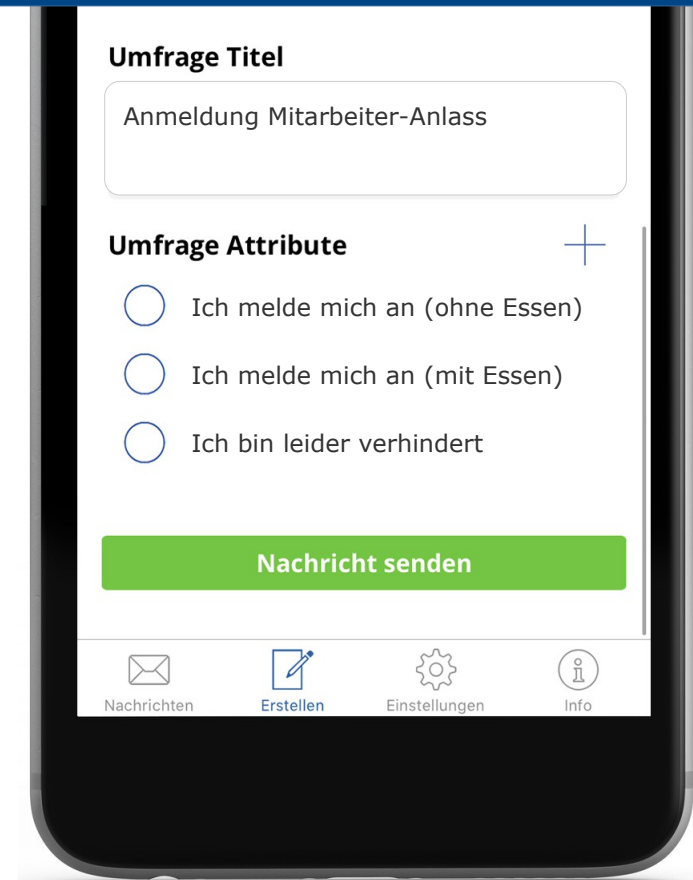 Umfrage Titel
Anmeldung Mitarbeiter-Anlass
Umfrage Attribute
Ich melde mich an (ohne Essen)
Ich melde mich an (mit Essen)
Ich bin leider verhindert
Nachricht senden
Nachrichten Erstellen Einstellungen Info